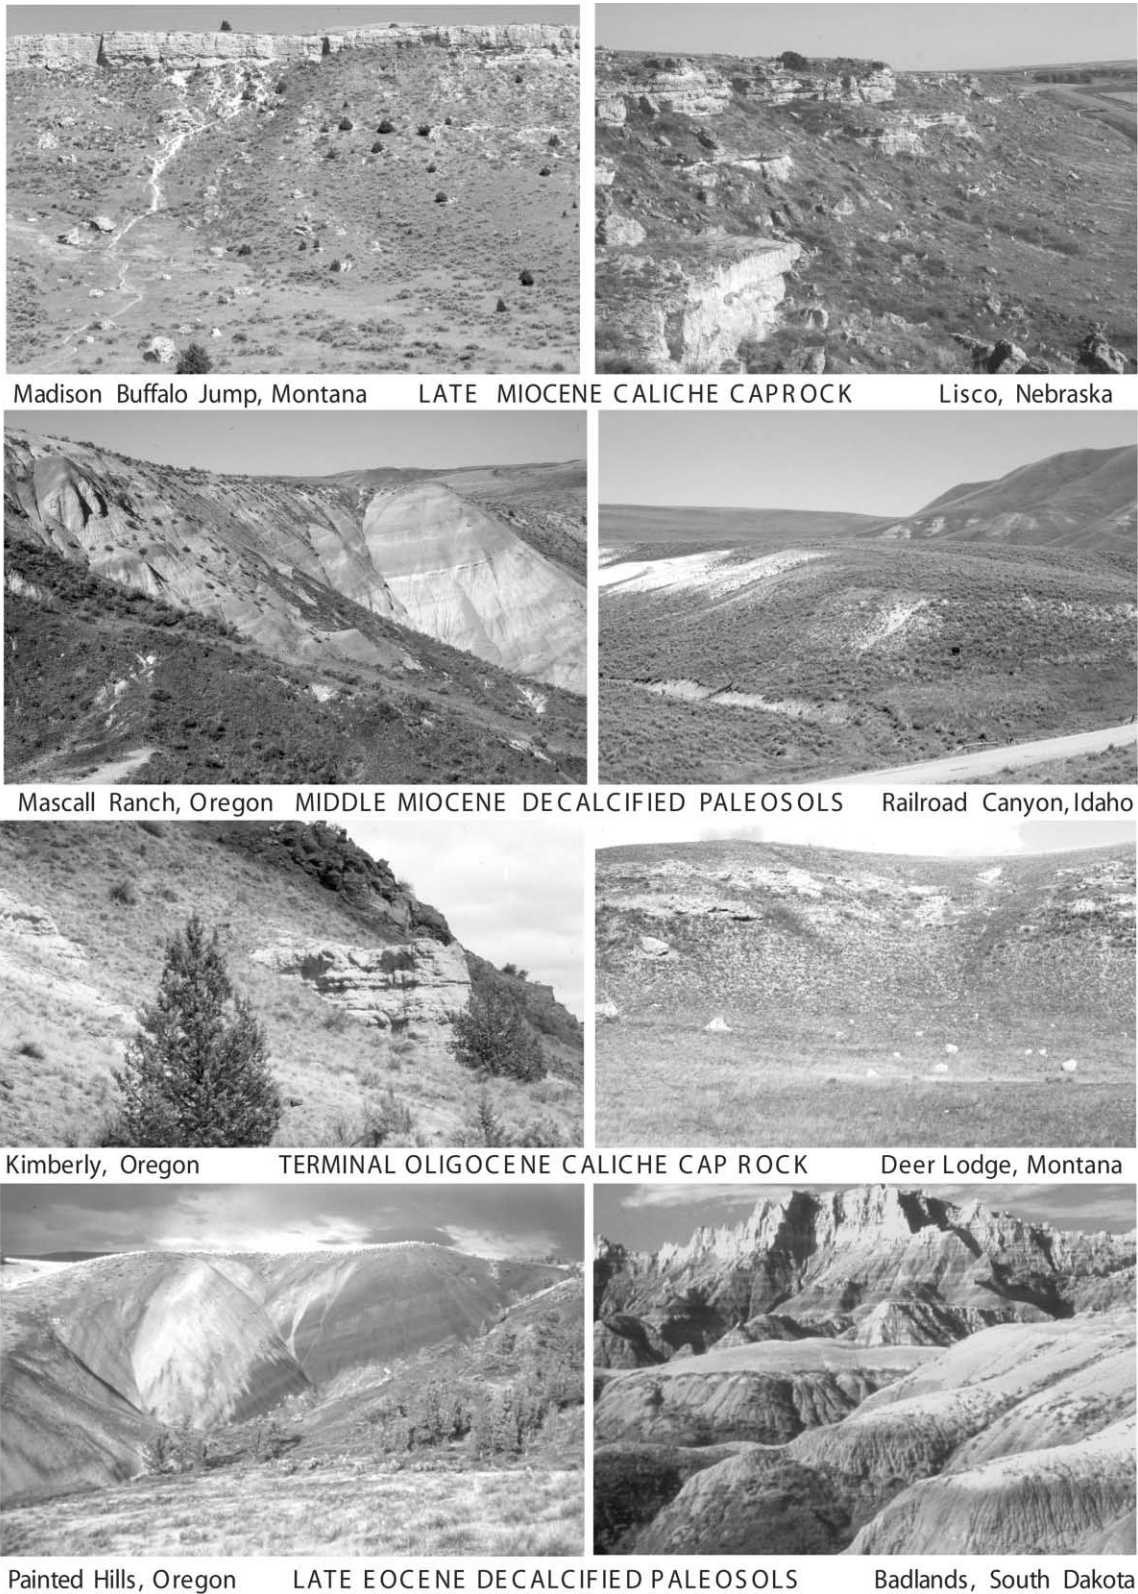 Madison Buffalo Jump, Montana LATE MIOCENE CALICHE CAPROCK Lisco, Nebraska
Mascall Ranch, Oregon MIDDLE MIOCENE DECALCIFIED PALEOSOLS Railroad Canyon, Idaho
Kimberly, Oregon TERMINAL OLIGOCENE CALICHE CAP ROCK Deer Lodge, Montana
Painted Hills, Oregon LATE EOCENE DECALCIFIED PALEOSOLS Badlands, South Dakota